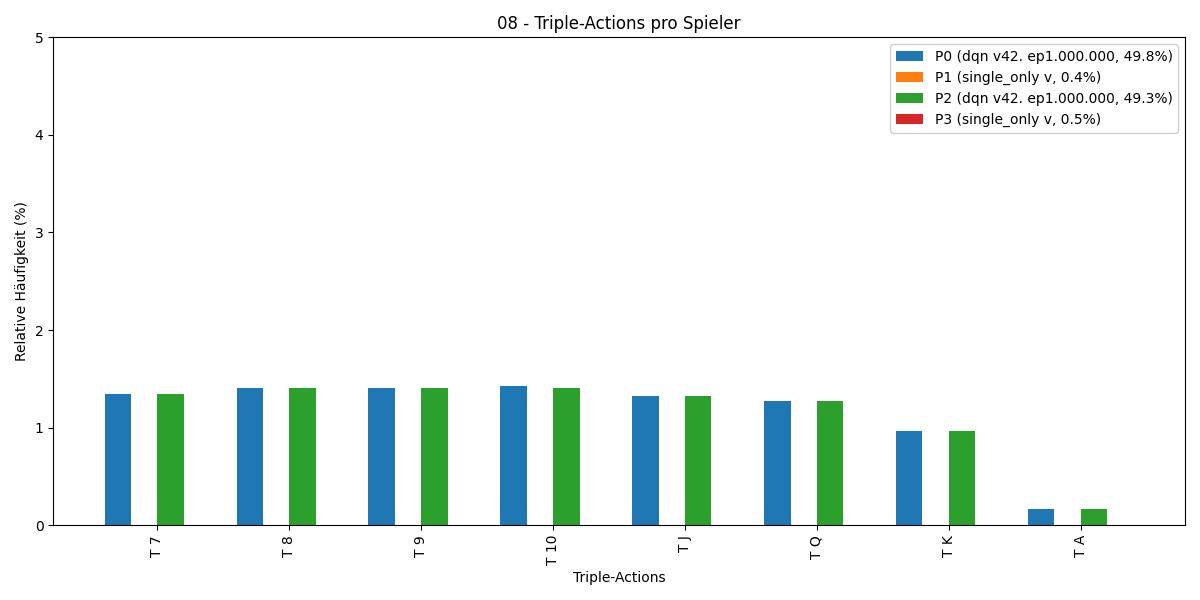 08 - Triple-Actions pro Spieler
P0 (dqn v42. ep1.000.000, 49.8%)
P1 (single_only v, 0.4%)
P2 (dqn v42. ep1.000.000, 49.3%)
P3 (single_only v, 0.5%)
Relative Häufigkeit (%)
5
4
3
2
1
0
T 7
T 8
T 9
T 10
T J
T Q
T K
T A
Triple-Actions